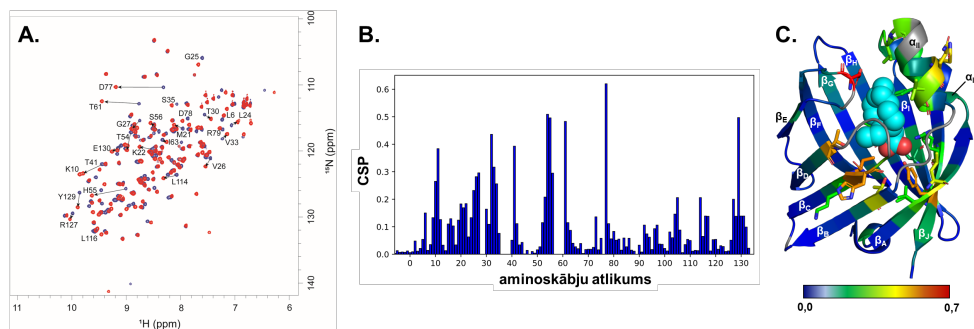 A.
G25
D77
T61
S35
D78
T30
L6
L24
G27
S56
T54
M21
R79
V33
E130
I63
K22
V26
K10
T41
H55
L114
Y129
R127
L116
11 10 9 8 7 6
¹H (ppm)
100
110
120
130
140
¹⁵N (ppm)
B.
0.6
0.5
0.4
0.3
0.2
0.1
0.0
CSP
0 10 20 30 40 50 60 70 80 90 100 110 120 130
aminoskābju atlikums
C.
αII
βH
βG
αI
βI
βE
βF
βD
βC
βB
βA
βJ
0,0 0,7